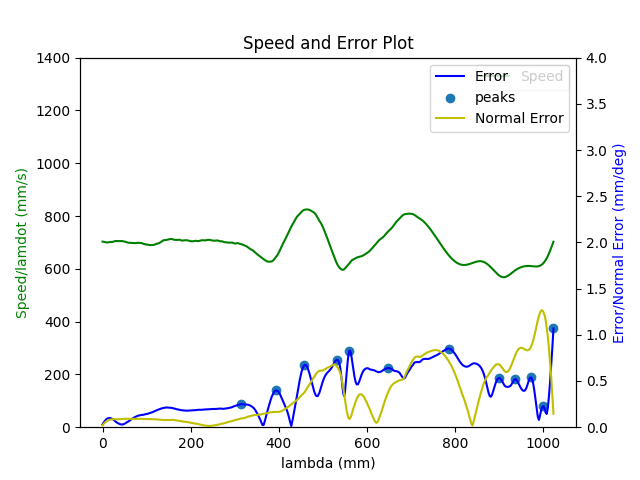 Speed and Error Plot
1400
1200
1000
800
600
400
200
0
Speed/lamdot (mm/s)
0
200
400
600
800
1000
lambda (mm)
4.0
3.5
3.0
2.5
2.0
1.5
1.0
0.5
0.0
Error/Normal Error (mm/deg)
Speed
Error
peaks
Normal Error